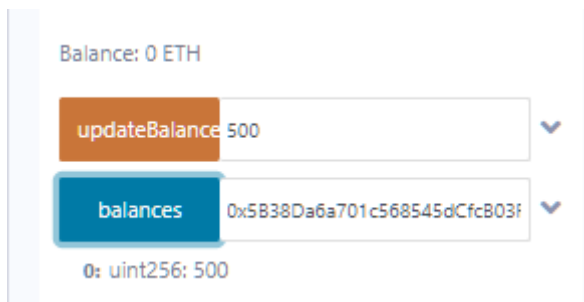 Balance: 0 ETH
updateBalance 500
balances 0x5B38Da6a701c568545dCfcB03F
0: uint256: 500